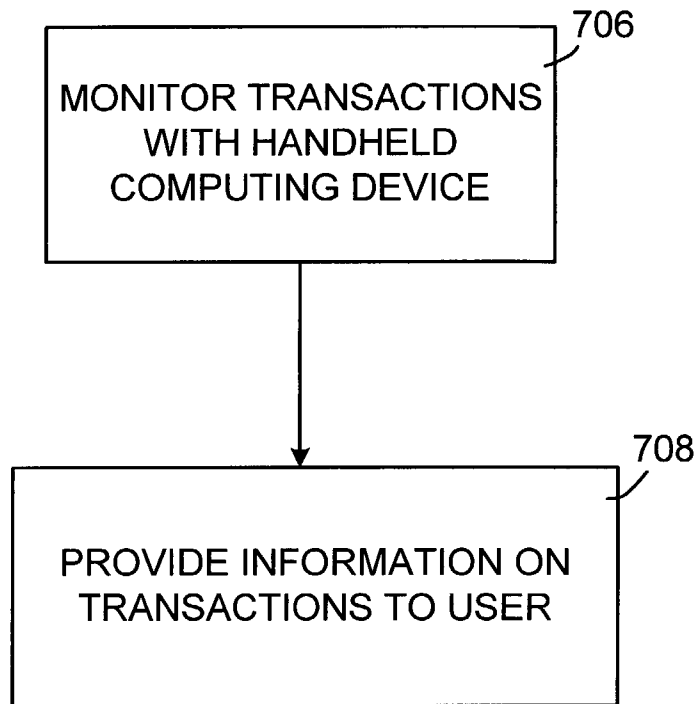 706
MONITOR TRANSACTIONS
WITH HANDHELD
COMPUTING DEVICE
708
PROVIDE INFORMATION ON
TRANSACTIONS TO USER